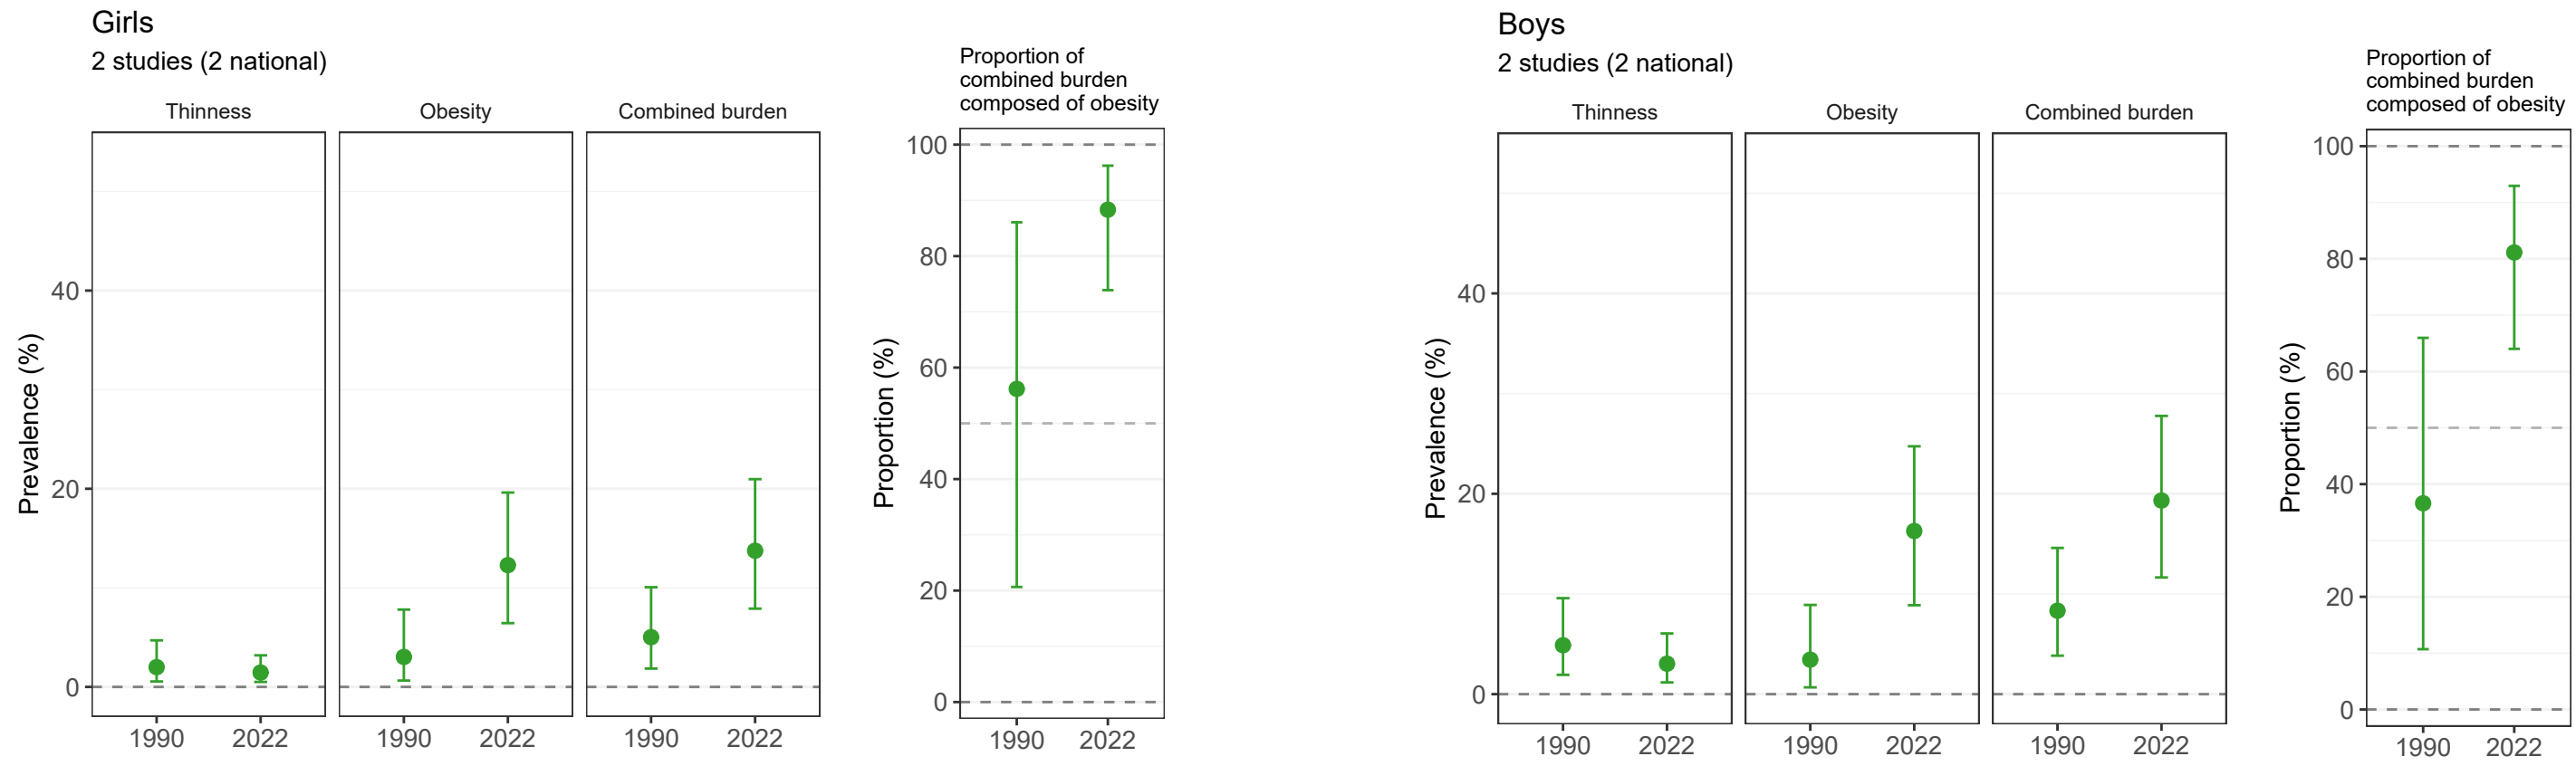 Girls
2 studies (2 national)
Thinness
Obesity
Combined burden
Prevalence (%)
40
20
0
1990
2022
1990
2022
1990
2022
Proportion of
combined burden
composed of obesity
Proportion (%)
100
80
60
40
20
0
1990
2022
Boys
2 studies (2 national)
Thinness
Obesity
Combined burden
Prevalence (%)
40
20
0
1990
2022
1990
2022
1990
2022
Proportion of
combined burden
composed of obesity
Proportion (%)
100
80
60
40
20
0
1990
2022